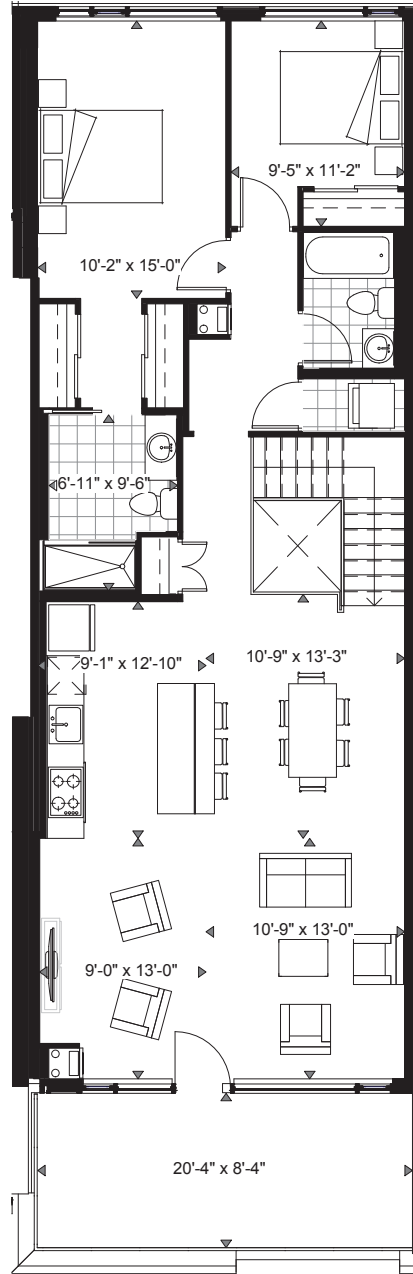 9'-5" x 11'-2"
10'-2" x 15'-0"
6'-11" x 9'-6"
9'-1" x 12'-10"
10'-9" x 13'-3"
10'-9" x 13'-0"
9'-0" x 13'-0"
20'-4" x 8'-4"